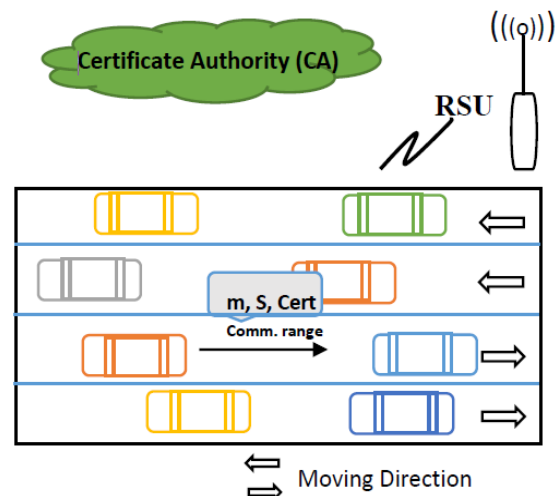 (((o)))
Certificate Authority (CA)
RSU
m, S, Cert
Comm. range
Moving Direction